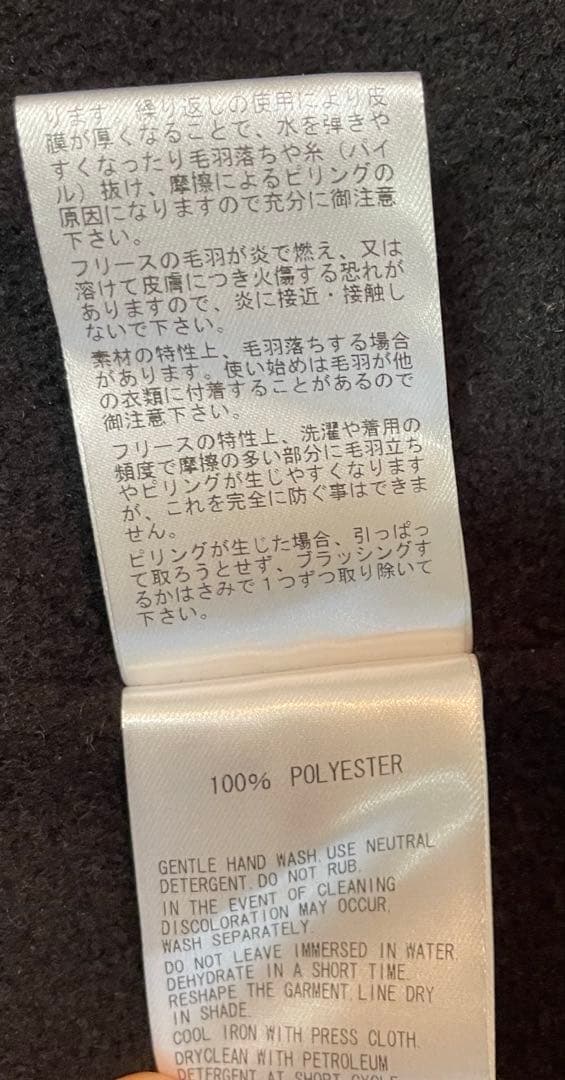 ります。繰り返しの使用により皮
膜が厚くなることで、水を弾きや
すくなったり毛羽落ちや糸（パイ
ル）抜け、摩擦によるピリングの
原因になりますので充分に御注意
下さい。
フリースの毛羽が炎で燃え、又は
溶けて皮膚につき火傷する恐れが
ありますので、炎に接近・接触し
ないで下さい。
素材の特性上、毛羽落ちする場合
があります。使い始めは毛羽が他
の衣類に付着することがあるので
御注意下さい。
フリースの特性上、洗濯や着用の
頻度で摩擦の多い部分に毛羽立ち
やピリングが生じやすくなります
が、これを完全に防ぐ事はできま
せん。
ピリングが生じた場合、引っぱっ
て取ろうとせず、ブラッシングす
るかはさみで１つずつ取り除いて
下さい。
100% POLYESTER
GENTLE HAND WASH.USE NEUTRAL
DETERGENT.DO NOT RUB.
IN THE EVENT OF CLEANING
DISCOLORATION MAY OCCUR,
WASH SEPARATELY.
DO NOT LEAVE IMMERSED IN WATER.
DEHYDRATE IN A SHORT TIME.
RESHAPE THE GARMENT.LINE DRY
IN SHADE.
COOL IRON WITH PRESS CLOTH.
DRYCLEAN WITH PETROLEUM
DETERGENT AT SHORT CYCLE